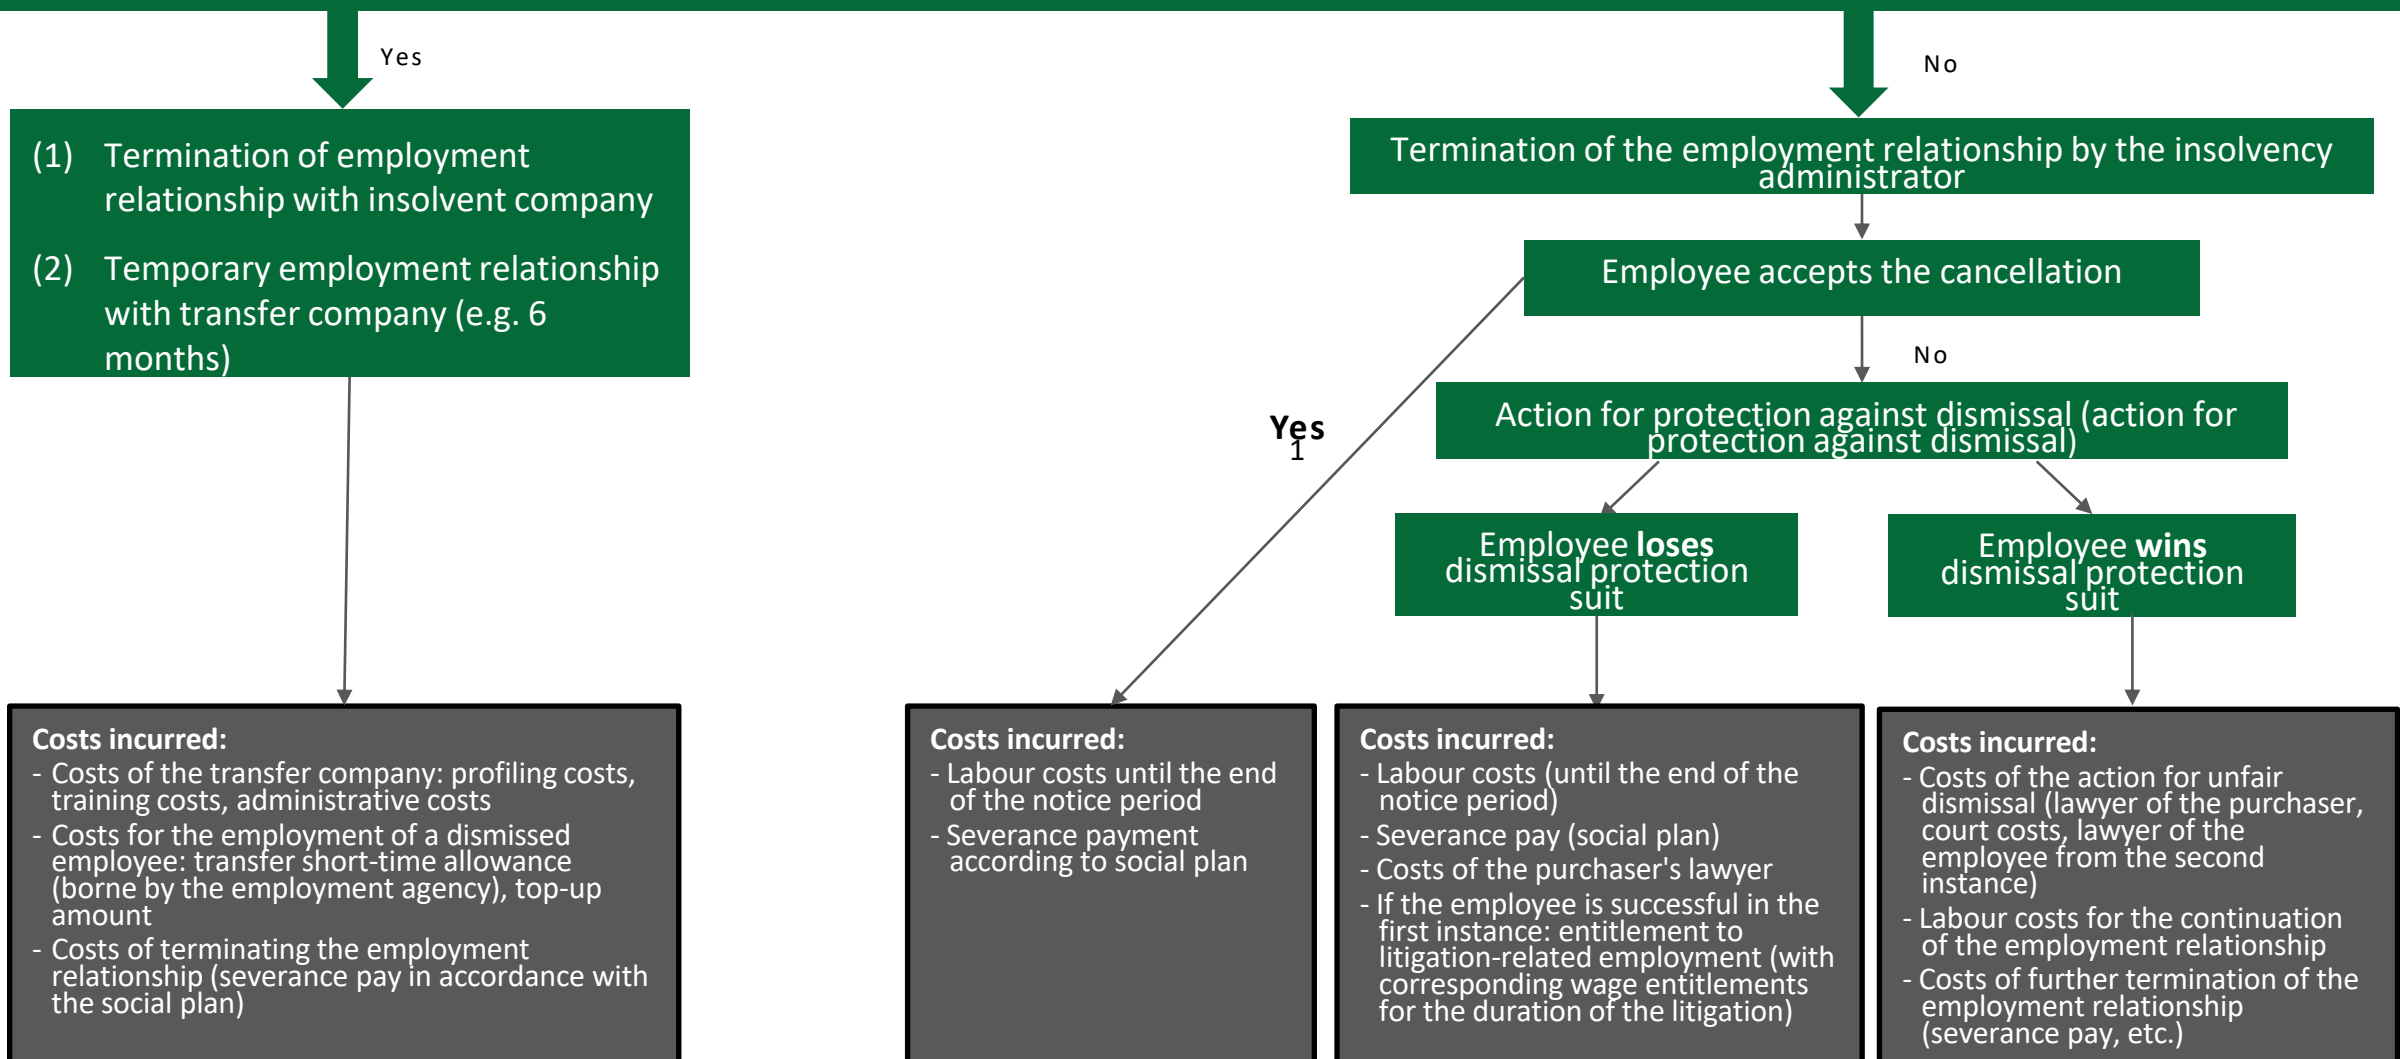 Yes
No
(1) Termination of employment
relationship with insolvent company
(2) Temporary employment relationship
with transfer company (e.g. 6
months)
Termination of the employment relationship by the insolvency
administrator
Employee accepts the cancellation
No
Yes
1
Action for protection against dismissal (action for
protection against dismissal)
Employee loses
dismissal protection
suit
Employee wins
dismissal protection
suit
Costs incurred:
- Costs of the transfer company: profiling costs,
training costs, administrative costs
- Costs for the employment of a dismissed
employee: transfer short-time allowance
(borne by the employment agency), top-up
amount
- Costs of terminating the employment
relationship (severance pay in accordance with
the social plan)
Costs incurred:
- Labour costs until the end
of the notice period
- Severance payment
according to social plan
Costs incurred:
- Labour costs (until the end of the
notice period)
- Severance pay (social plan)
- Costs of the purchaser's lawyer
- If the employee is successful in the
first instance: entitlement to
litigation-related employment (with
corresponding wage entitlements
for the duration of the litigation)
Costs incurred:
- Costs of the action for unfair
dismissal (lawyer of the purchaser,
court costs, lawyer of the
employee from the second
instance)
- Labour costs for the continuation
of the employment relationship
- Costs of further termination of the
employment relationship
(severance pay, etc.)